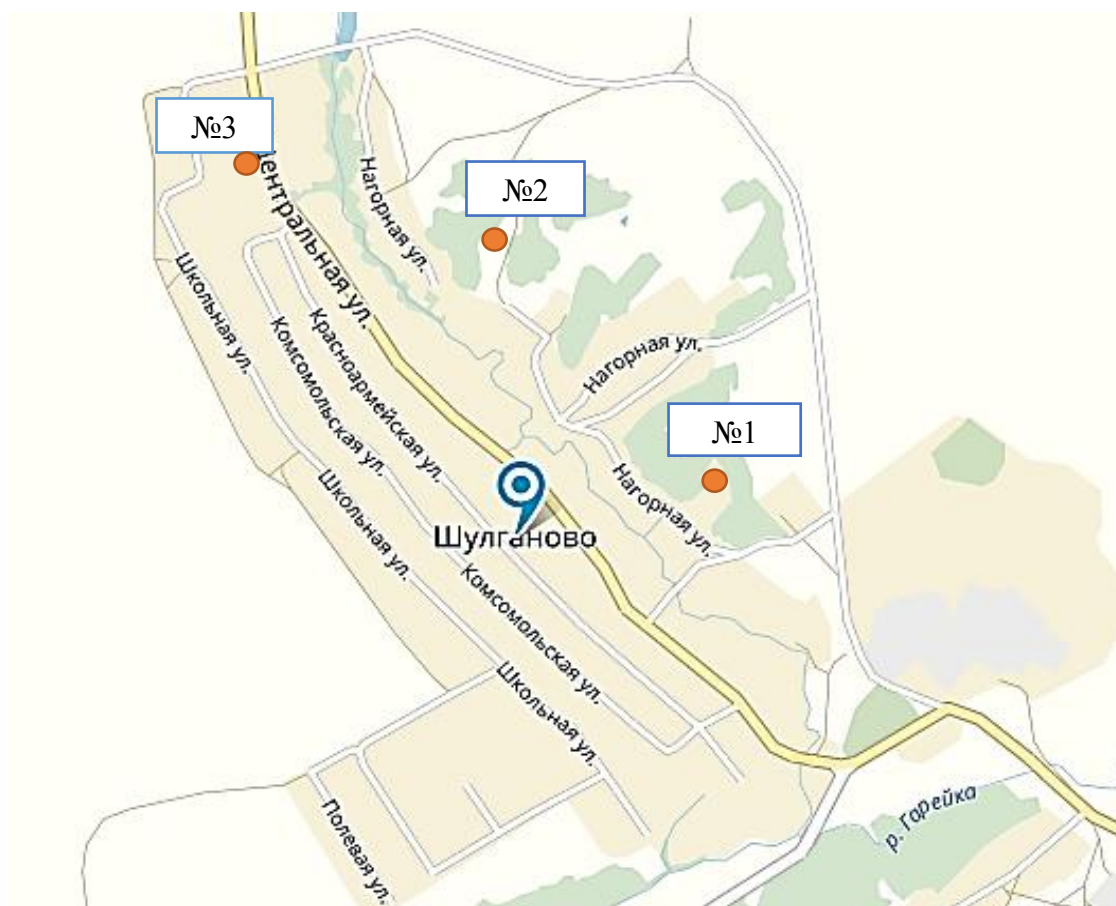 №3
Центральная ул.
Нагорная ул.
№2
Школьная ул.
Комсомольская ул.
Красноармейская ул.
Нагорная ул.
№1
Нагорная ул.
Школьная ул.
Шулганово
Комсомольская ул.
Школьная ул.
Полевая ул.
р. Горейка